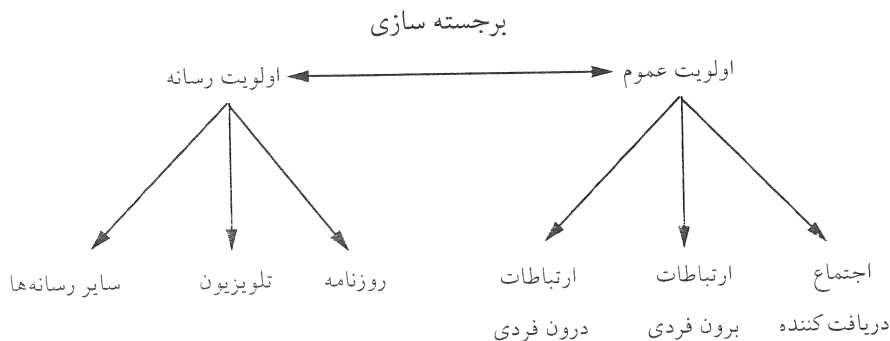 برجسته سازی
اولویت عموم
اولویت رسانه
اجتماع
دریافت کننده
ارتباطات
برون فردی
ارتباطات
درون فردی
روزنامه
تلویزیون
سایر رسانه‌ها